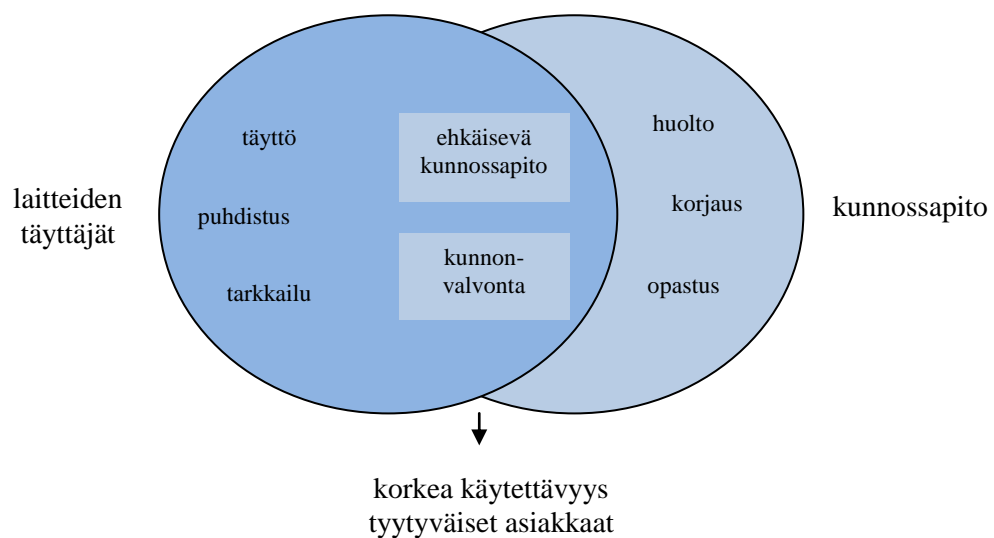 laitteiden
täyttäjät
täyttö
puhdistus
tarkkailu
ehkäisevä
kunnossapito
kunnon-
valvonta
huolto
korjaus
opastus
kunnossapito
korkea käytettävyys
tyytyväiset asiakkaat